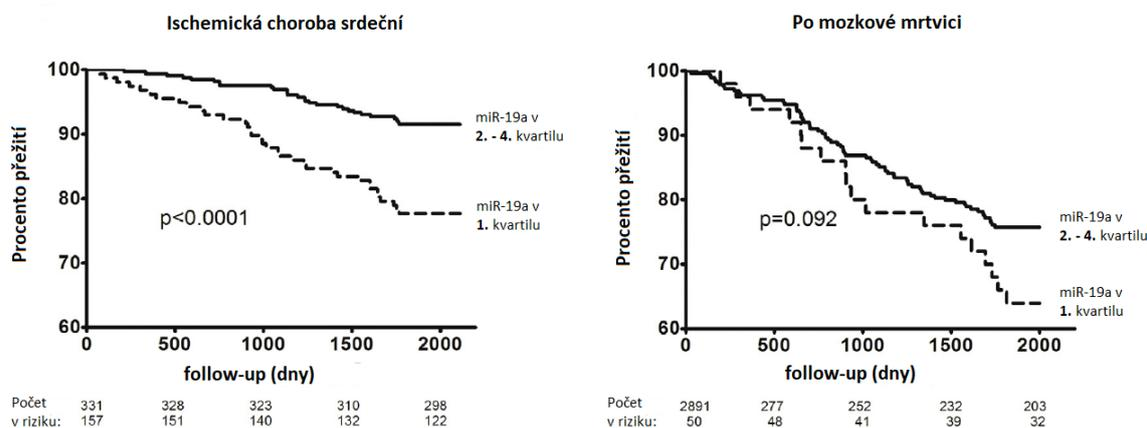 Ischemická choroba srdeční
Procento přežití
100
90
80
70
60
0 500 1000 1500 2000
p<0.0001
miR-19a v
2. - 4. kvartilu
miR-19a v
1. kvartilu
follow-up (dny)
Počet 331 328 323 310 298
v riziku: 157 151 140 132 122
Po mozkové mrtvici
Procento přežití
100
90
80
70
60
0 500 1000 1500 2000
p=0.092
miR-19a v
2. - 4. kvartilu
miR-19a v
1. kvartilu
follow-up (dny)
Počet 2891 277 252 232 203
v riziku: 50 48 41 39 32